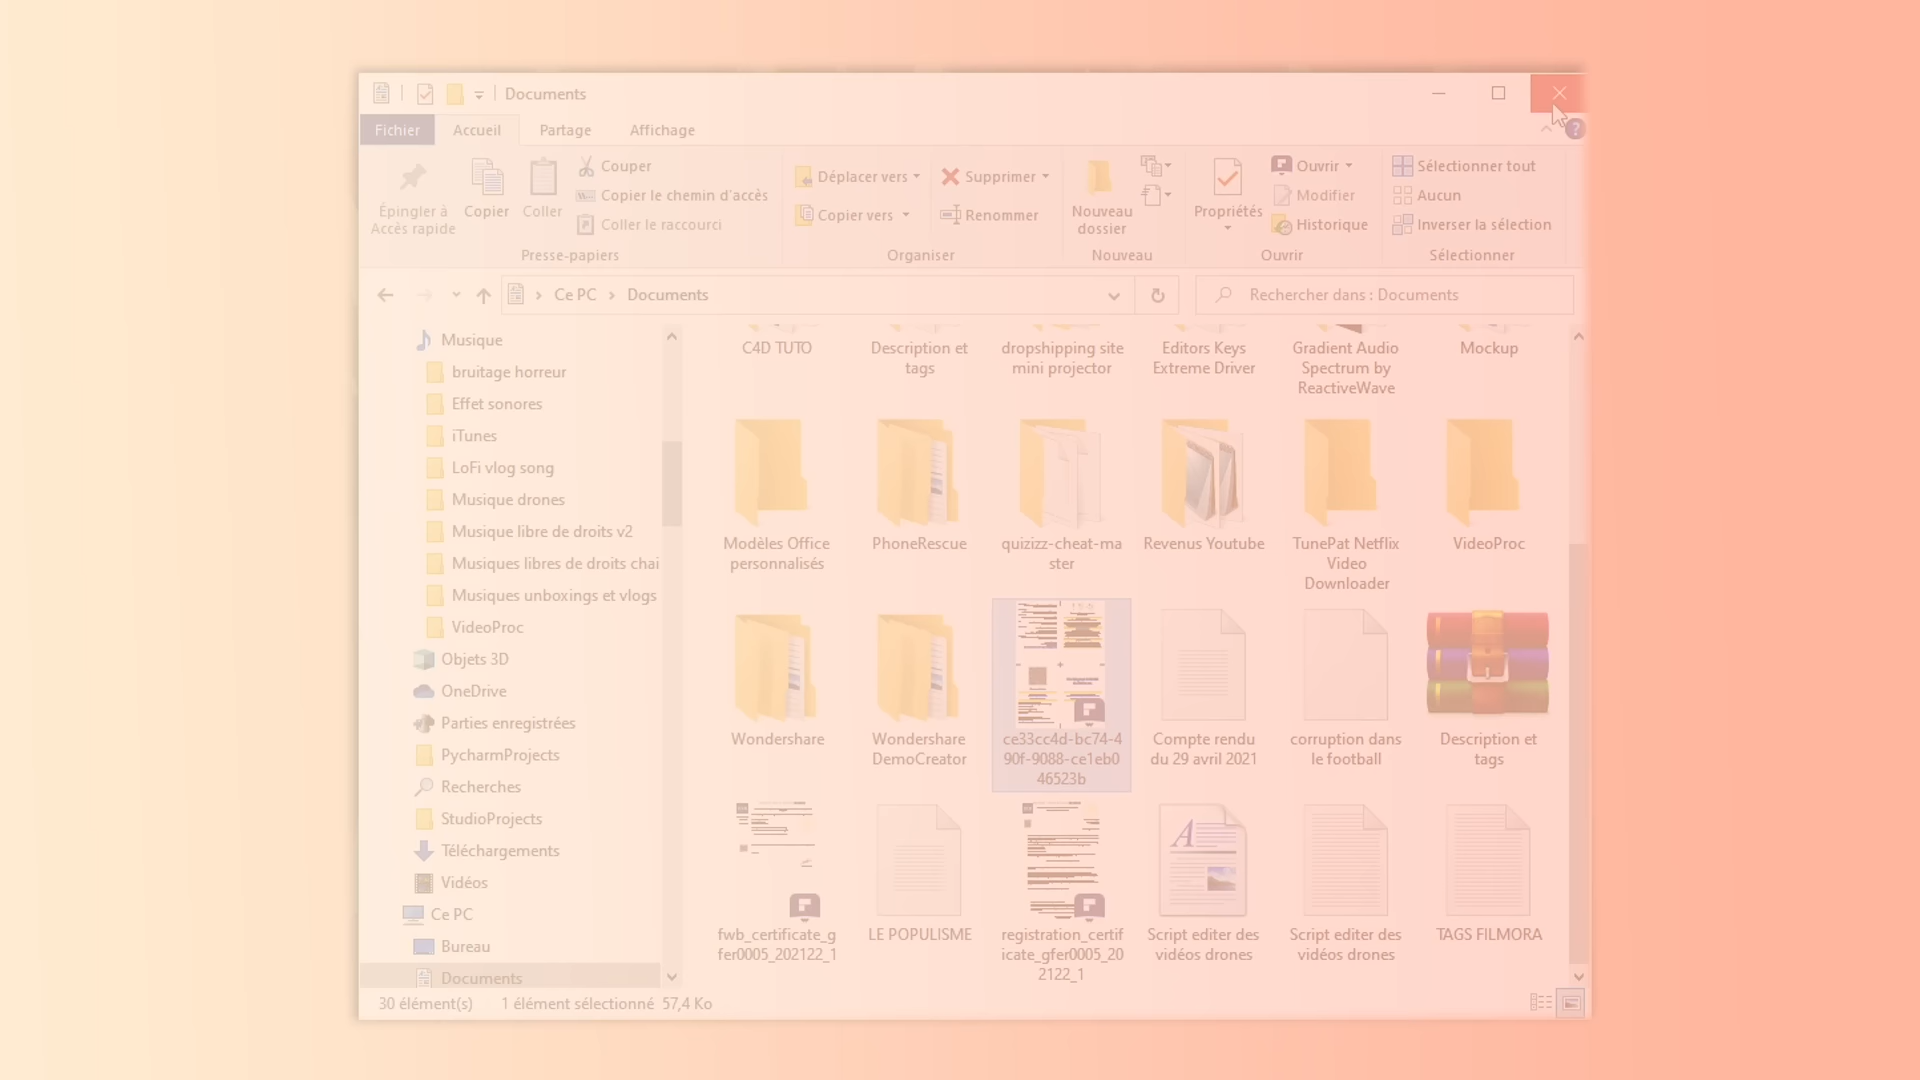 Documents
Fichier
Accueil
Partage
Affichage
Épingler à
Accès rapide
Copier
Coller
Couper
Copier le chemin d'accès
Coller le raccourci
Presse-papiers
Déplacer vers
Copier vers
Supprimer
Renommer
Organiser
Nouveau
dossier
Nouveau
Propriétés
Ouvrir
Modifier
Historique
Ouvrir
Sélectionner tout
Aucun
Inverser la sélection
Sélectionner
Ce PC
Documents
Rechercher dans : Documents
Musique
bruitage horreur
Effet sonores
iTunes
LoFi vlog song
Musique drones
Musique libre de droits v2
Musiques libres de droits chai
Musiques unboxings et vlogs
VideoProc
Objets 3D
OneDrive
Parties enregistrées
PycharmProjects
Recherches
StudioProjects
Téléchargements
Vidéos
Ce PC
Bureau
Documents
C4D TUTO
Description et
tags
dropshipping site
mini projector
Editors Keys
Extreme Driver
Gradient Audio
Spectrum by
ReactiveWave
Mockup
Modèles Office
personnalisés
PhoneRescue
quizizz-cheat-ma
ster
Revenus Youtube
TunePat Netflix
Video
Downloader
VideoProc
Wondershare
Wondershare
DemoCreator
ce33cc4d-bc74-4
90f-9088-ce1eb0
46523b
Compte rendu
du 29 avril 2021
corruption dans
le football
Description et
tags
fwb_certificate_g
fer0005_202122_1
LE POPULISME
registration_certif
icate_gfer0005_20
2122_1
Script editer des
vidéos drones
Script editer des
vidéos drones
TAGS FILMORA
30 élément(s)
1 élément sélectionné 57,4 Ko